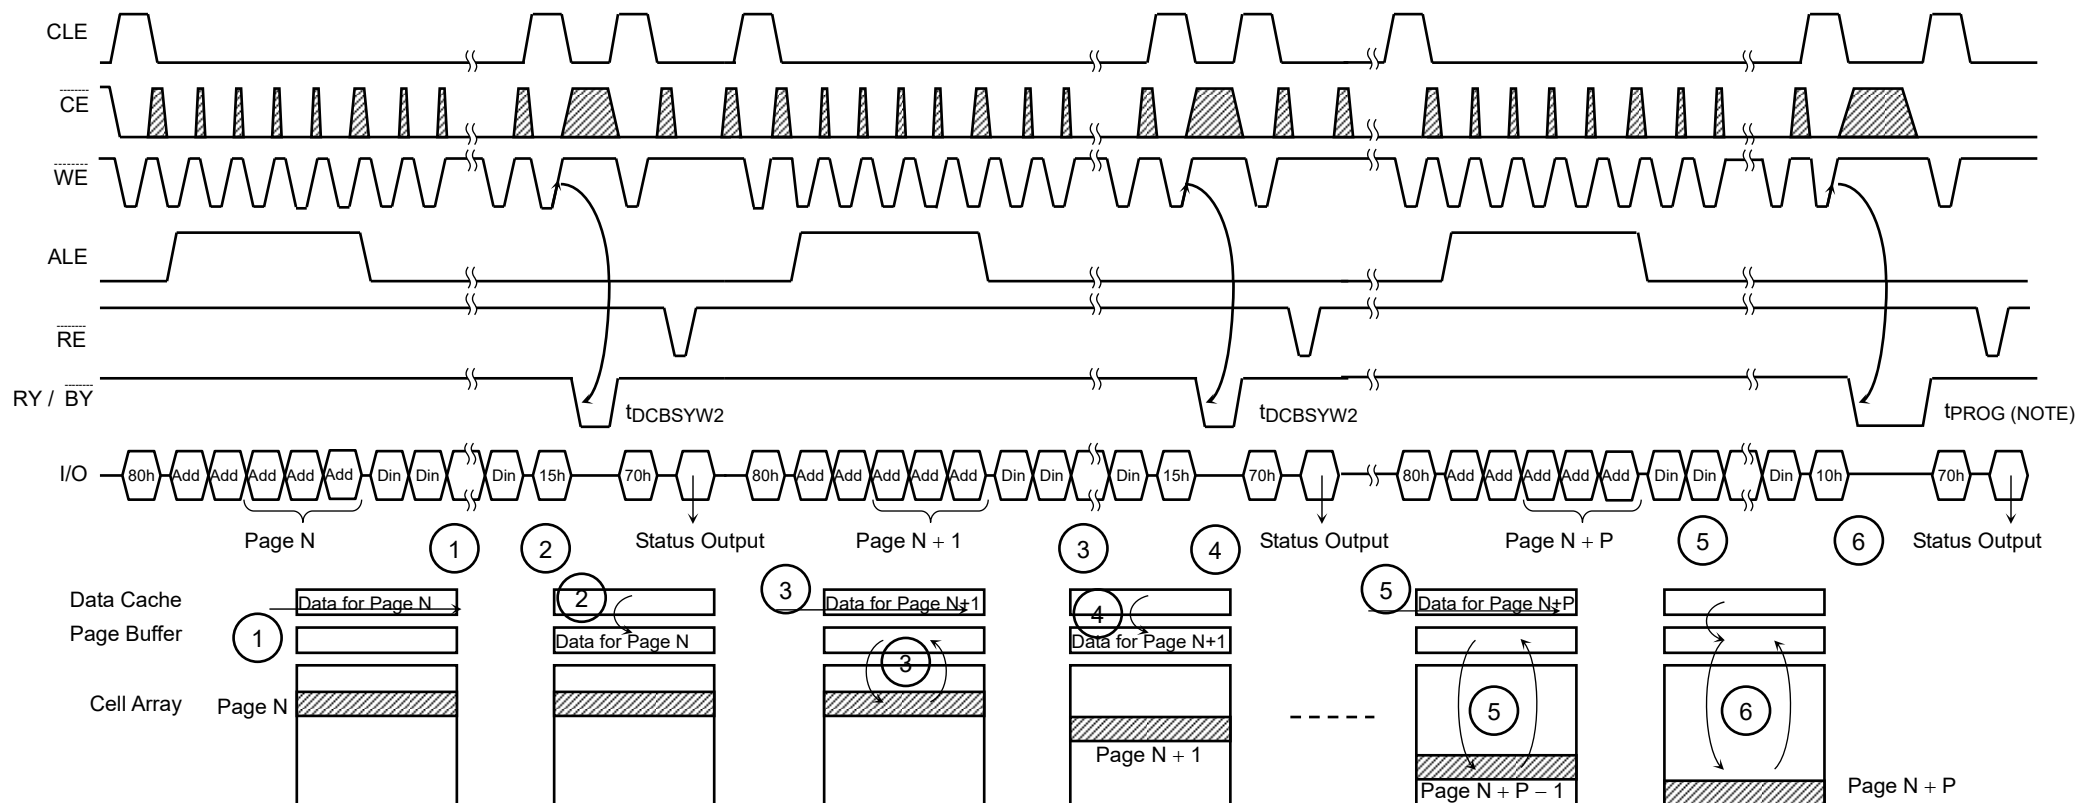 CLE
CE
WE
ALE
RE
RY / BY
tDCBSYW2 tDCBSYW2 tPROG (NOTE)
I/O 80h Add Add Add Add Add Din Din Din 15h 70h 80h Add Add Add Add Add Din Din Din 15h 70h 80h Add Add Add Add Add Din Din Din 10h 70h
Page N 1 2 Status Output Page N + 1 3 4 Status Output Page N + P 5 6 Status Output
Data Cache Data for Page N 2 3 Data for Page N+1 4 5 Data for Page N+P
Page Buffer 1 Data for Page N 3 Data for Page N+1
Cell Array Page N 5 6
Page N + 1
Page N + P − 1 Page N + P